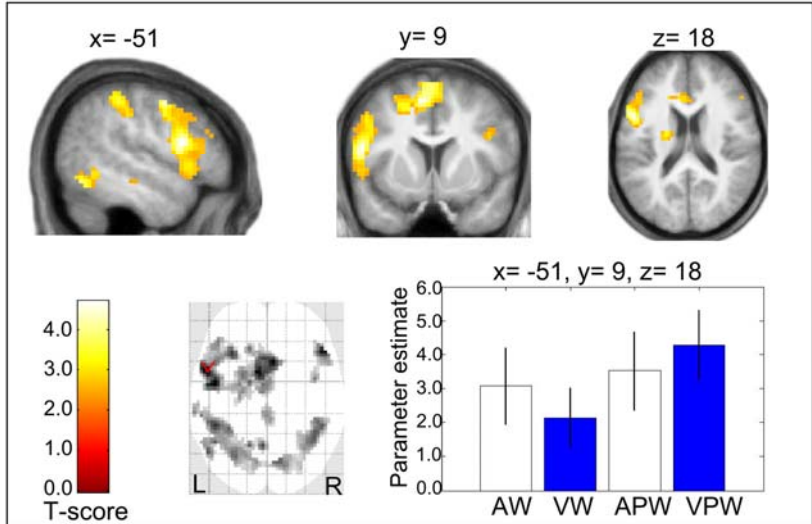 x= -51
y= 9
z= 18
4.0
3.0
2.0
1.0
0.0
T-score
L
R
x= -51, y= 9, z= 18
Parameter estimate
6.0
5.0
4.0
3.0
2.0
1.0
0.0
AW
VW
APW
VPW